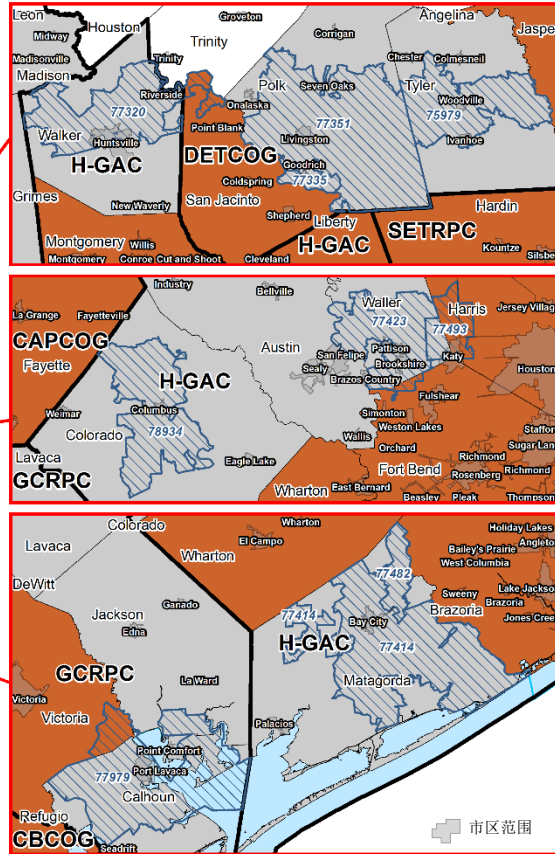 Leon
Houston
Groveton
Angelina
Midway
Corrigan
Jaspe
Madisonville
Trinity
Trinity
Chester
Colmesneil
Madison
Polk
Seven Oaks
Tyler
Riverside
Onalaska
Woodville
77320
75979
Walker
Point Blank
77351
Huntsville
Livingston
Ivanhoe
H-GAC
DETCOG
Goodrich
77335
Coldspring
Grimes
New Waverly
San Jacinto
Hardin
Shepherd
Liberty
SETRPC
Montgomery
Willis
H-GAC
Kountze
Montgomery
Conroe
Cut and Shoot
Cleveland
Silsbe
Industry
Bellville
Waller
Harris
La Grange
Fayetteville
77423
Jersey Villag
CAPCOG
Austin
77493
Fayette
San Felipe
Pattison
H-GAC
Sealy
Brookshire
Katy
Houston
Brazos Country
Fulshear
Weimar
Columbus
Simonton
Weston Lakes
Stafford
Colorado
Wallis
Orchard
Sugar Lan
78934
Richmond
Lavaca
Eagle Lake
Fort Bend
Rosenberg
Richmond
GCRPC
Wharton
East Bernard
Beasley
Pleak
Thompson
Colorado
Wharton
Holiday Lakes
Lavaca
El Campo
Angleto
Wharton
Bailey's Prairie
West Columbia
DeWitt
77482
Lake Jackson
Sweeny
Brazoria
Jackson
Ganado
77414
Brazoria
Jones Cree
Edna
H-GAC
Bay City
77414
GCRPC
La Ward
Matagorda
Victoria
Victoria
Palacios
Point Comfort
77979
Port Lavaca
Calhoun
Refugio
市区范围
CBCOG
Seadrift